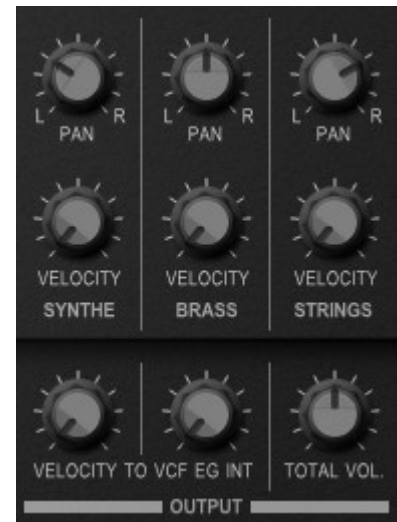 L R L R L R
PAN PAN PAN
VELOCITY VELOCITY VELOCITY
SYNTHE BRASS STRINGS
VELOCITY TO VCF EG INT TOTAL VOL.
OUTPUT